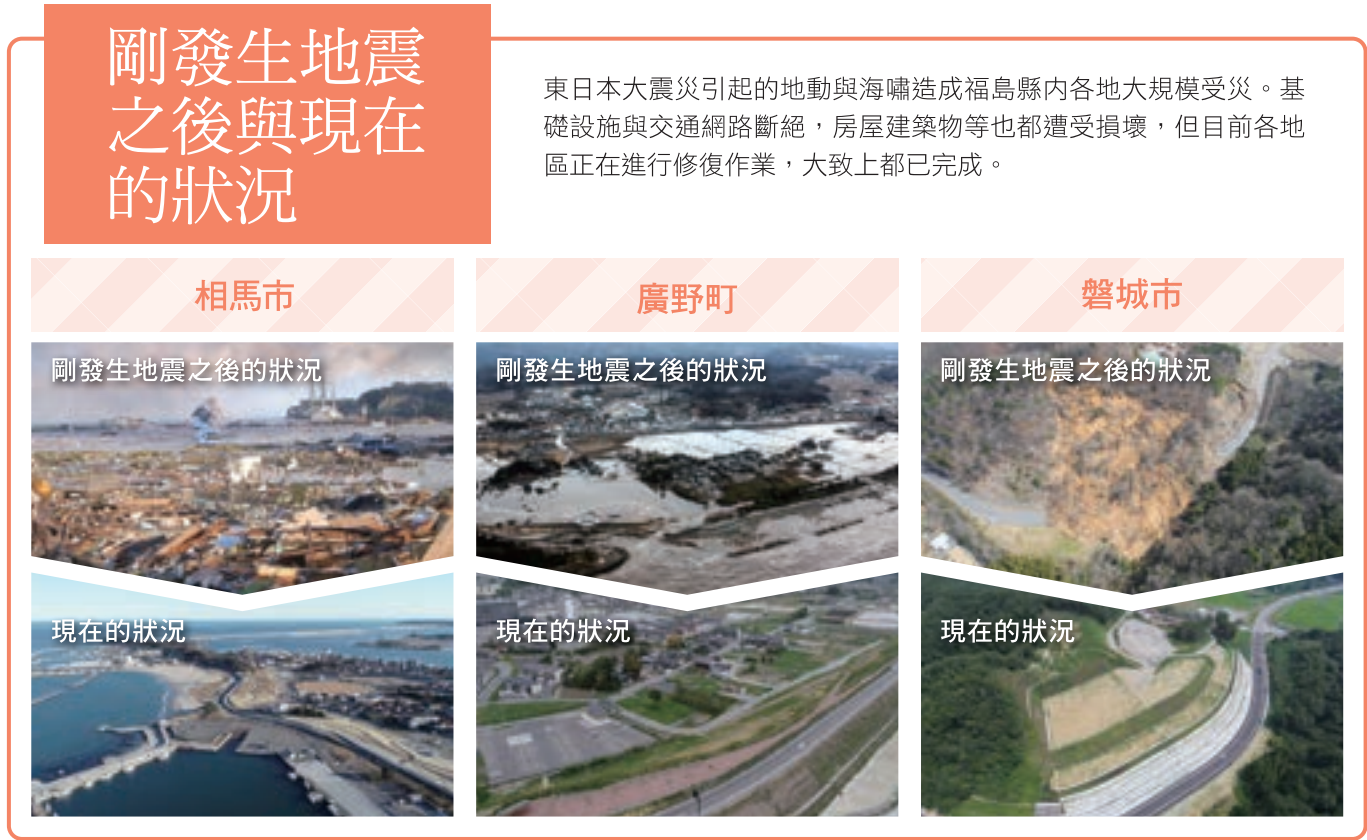 剛發生地震
之後與現在
的狀況
東日本大震災引起的地動與海嘯造成福島縣內各地大規模受災。基
礎設施與交通網路斷絕，房屋建築物等也都遭受損壞，但目前各地
區正在進行修復作業，大致上都已完成。
相馬市
剛發生地震之後的狀況
現在的狀況
廣野町
剛發生地震之後的狀況
現在的狀況
磐城市
剛發生地震之後的狀況
現在的狀況